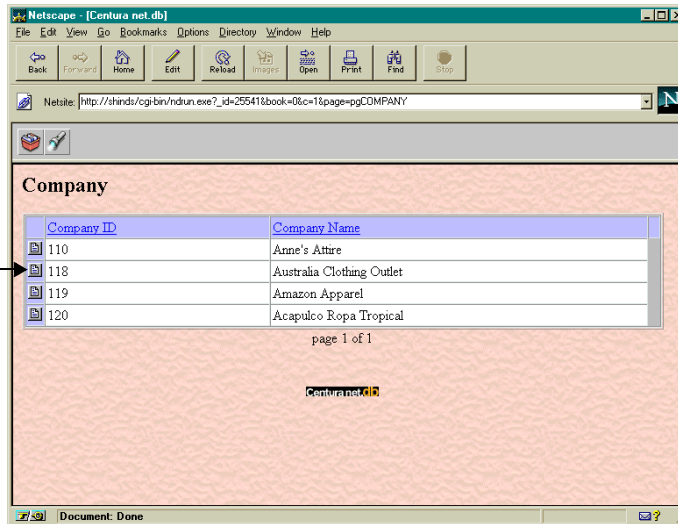 Netscape - [Centura net.db]
File Edit View Go Bookmarks Options Directory Window Help
Back Forward Home Edit Reload Images Open Print Find Stop
Netsite: http://shinds/cgi-bin/ndrun.exe?_id=25541&book=0&c=1&page=pgCOMPANY
N
Company
Company ID Company Name
110 Anne's Attire
118 Australia Clothing Outlet
119 Amazon Apparel
120 Acapulco Ropa Tropical
page 1 of 1
Centura net.db
Document: Done